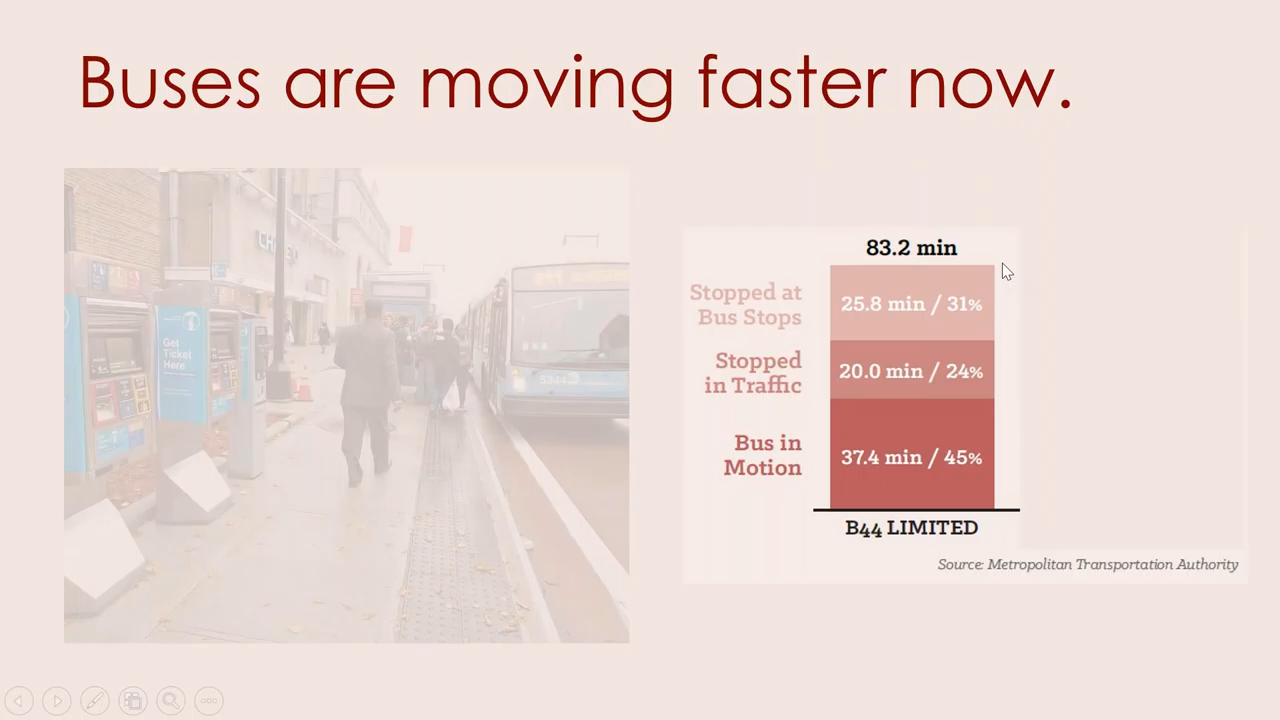 Buses are moving faster now.
Get
Ticket
Here
83.2 min
Stopped at
Bus Stops
25.8 min / 31%
Stopped
in Traffic
20.0 min / 24%
Bus in
Motion
37.4 min / 45%
B44 LIMITED
Source: Metropolitan Transportation Authority